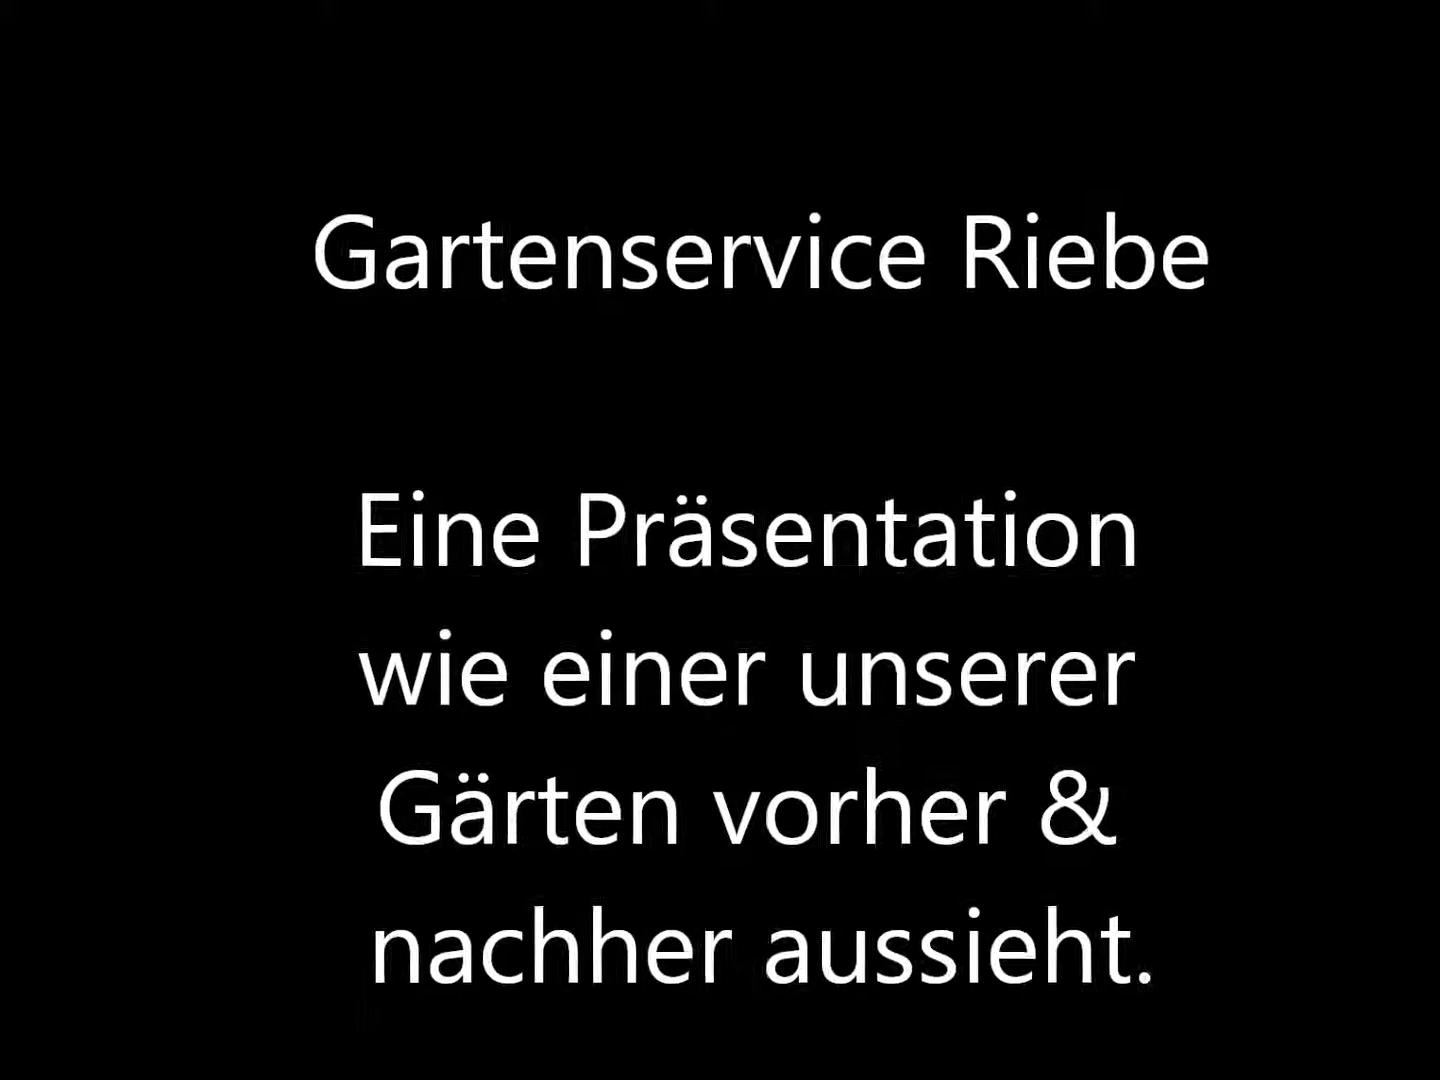 Gartenservice Riebe
Eine Präsentation
wie einer unserer
Gärten vorher &
nachher aussieht.